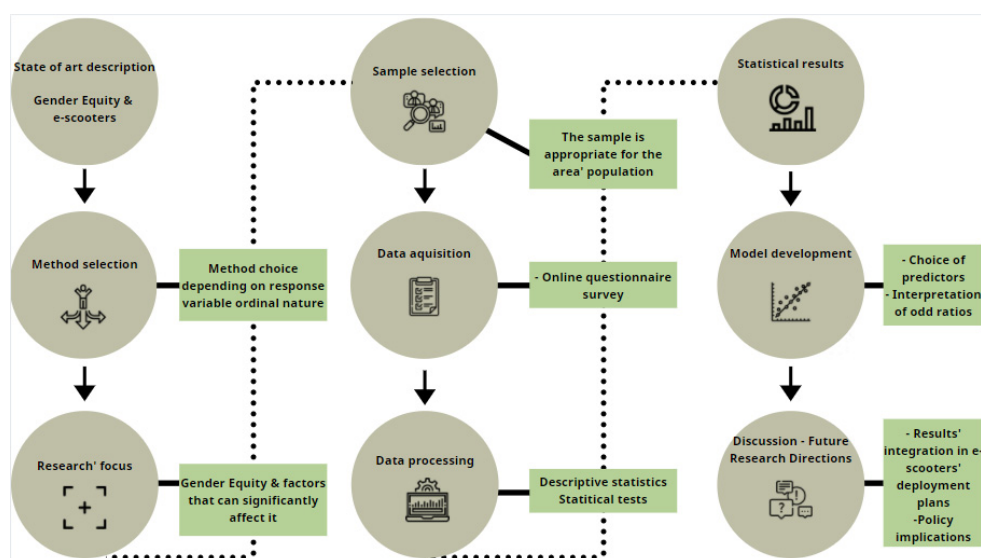 State of art description
Gender Equity &
e-scooters
Method selection
Method choice
depending on response
variable ordinal nature
Research' focus
Gender Equity & factors
that can significantly
affect it
Sample selection
The sample is
appropriate for the
area' population
Data aquisition
- Online questionnaire
survey
Data processing
Descriptive statistics
Statitical tests
Statistical results
Model development
- Choice of
predictors
- Interpretation
of odd ratios
Discussion - Future
Research Directions
- Results'
integration in e-
scooters'
deployment
plans
-Policy
implications